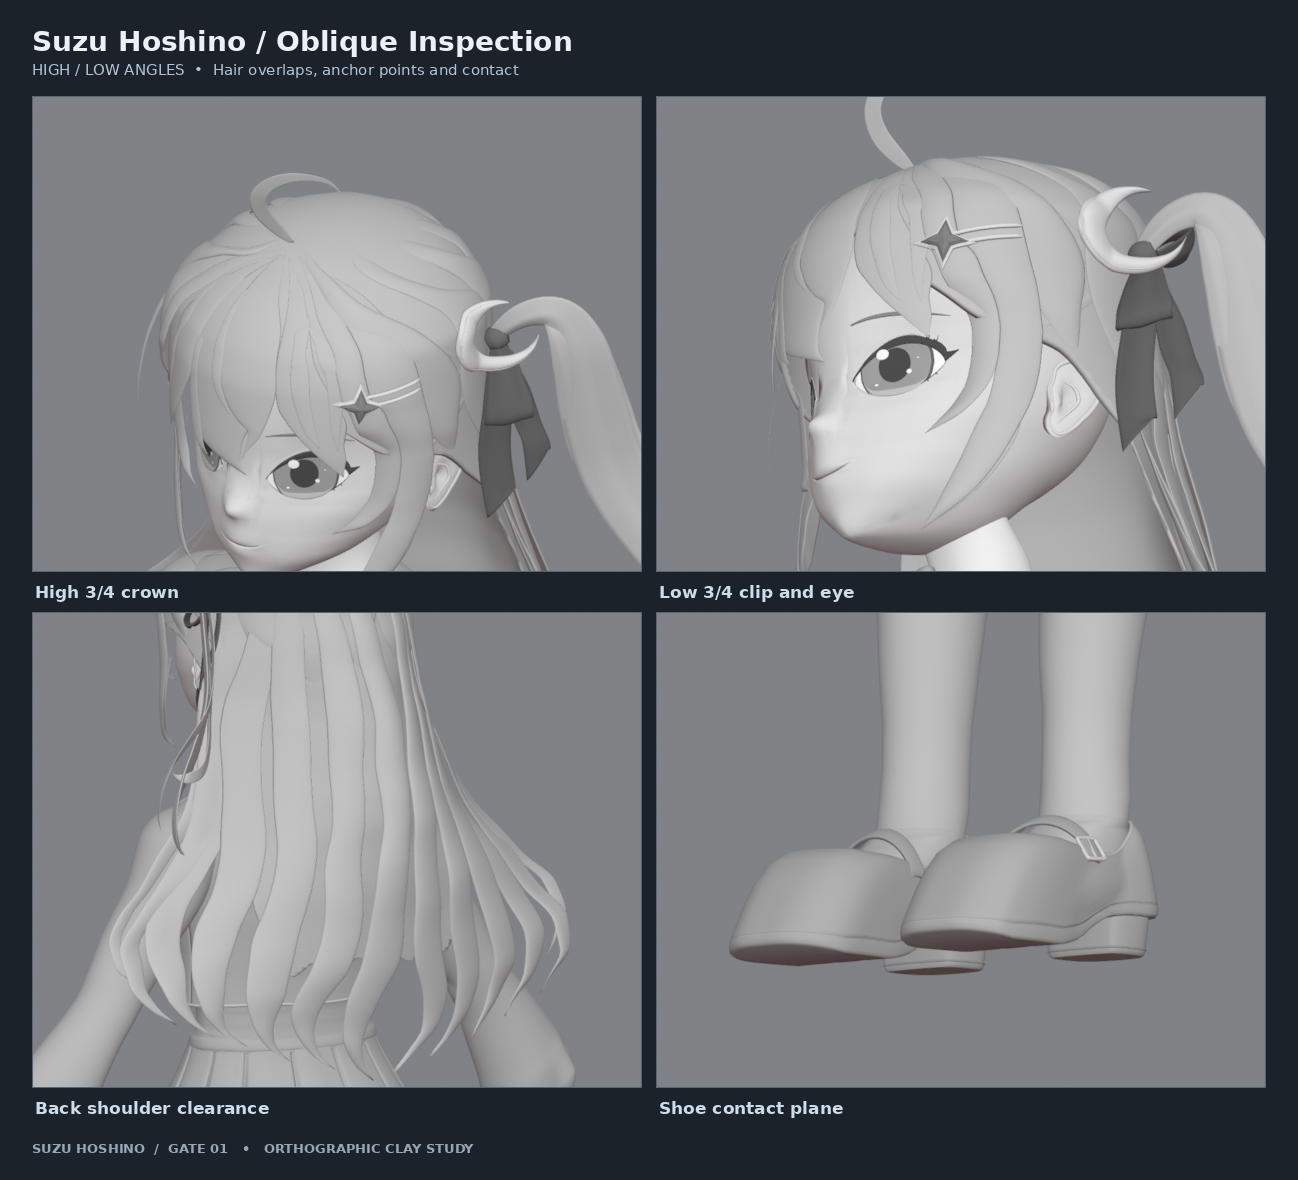 Suzu Hoshino / Oblique Inspection
HIGH / LOW ANGLES • Hair overlaps, anchor points and contact
High 3/4 crown
Low 3/4 clip and eye
Back shoulder clearance
Shoe contact plane
SUZU HOSHINO / GATE 01 • ORTHOGRAPHIC CLAY STUDY